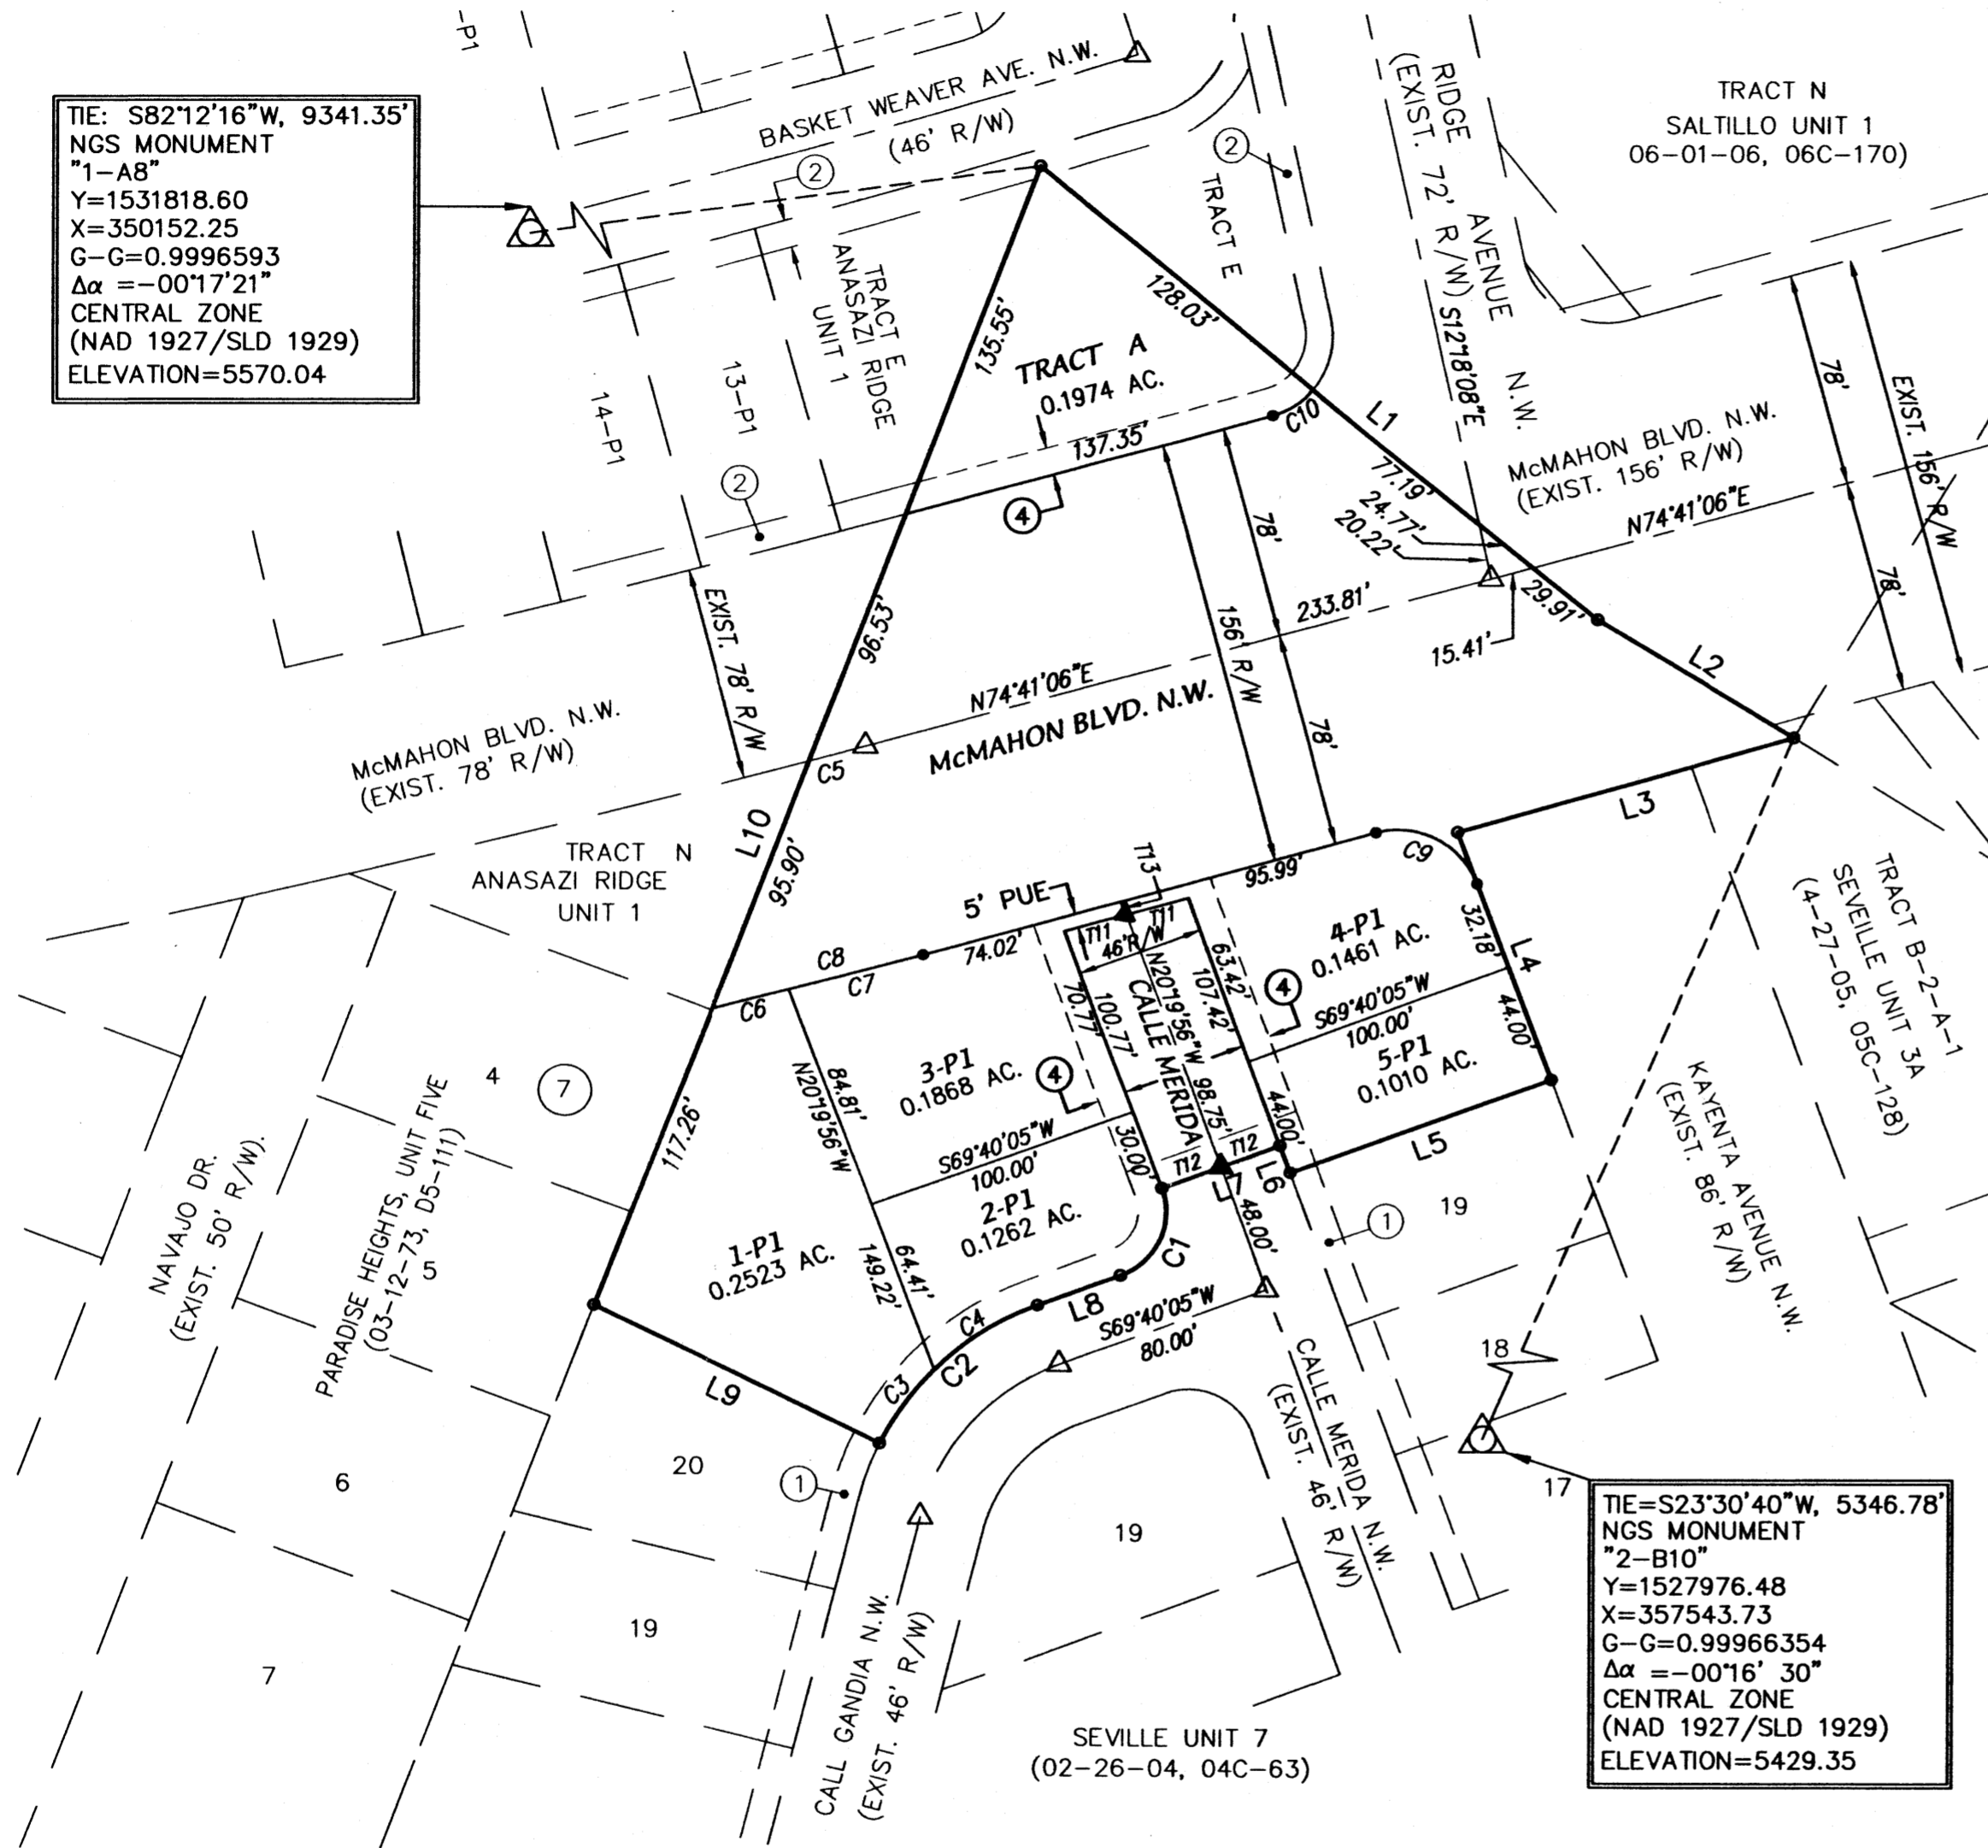 -P1
TIE: S82°12'16"W, 9341.35'
NGS MONUMENT
"1-A8"
Y=1531818.60
X=350152.25
G-G=0.9996593
Δα =-00°17'21"
CENTRAL ZONE
(NAD 1927/SLD 1929)
ELEVATION=5570.04
BASKET WEAVER AVE. N.W.
(46' R/W)
2
2
TRACT E
RIDGE AVENUE N.W.
(EXIST. 72' R/W)
S12°18'08"E
TRACT N
SALTILLO UNIT 1
06-01-06, 06C-170)
TRACT E
ANASAZI RIDGE
UNIT 1
13-P1
14-P1
2
135.55'
128.03'
TRACT A
0.1974 AC.
137.35'
C10
L1
77.19'
24.77'
20.22'
McMAHON BLVD. N.W.
(EXIST. 156' R/W)
N74°41'06"E
78'
EXIST. 156' R/W
78'
4
78'
156' R/W
233.81'
29.91'
15.41'
L2
EXIST. 78' R/W
96.53'
N74°41'06"E
McMAHON BLVD. N.W.
78'
McMAHON BLVD. N.W.
(EXIST. 78' R/W)
C5
L10
95.90'
TRACT N
ANASAZI RIDGE
UNIT 1
L3
C9
95.99'
T13
5' PUE
T11
T11
46'R/W
74.02'
C8
C7
C6
4-P1
0.1461 AC.
32.18'
L4
63.42'
107.42'
N20°19'56"W 98.75'
CALLE MERIDA
70.77'
100.77'
4
S69°40'05"W
100.00'
44.00'
5-P1
0.1010 AC.
TRACT B-2-A-1
SEVEILLE UNIT 3A
(4-27-05, 05C-128)
3-P1
0.1868 AC.
4
84.81'
N20°19'56"W
117.26'
4
7
S69°40'05"W
100.00'
30.00'
44.00'
T12
T12
L7
L6
L5
KAYENTA AVENUE N.W.
(EXIST. 86' R/W)
NAVAJO DR.
(EXIST. 50' R/W).
PARADISE HEIGHTS, UNIT FIVE
(03-12-73, D5-111)
5
2-P1
0.1262 AC.
1-P1
0.2523 AC.
64.41'
149.22'
C1
48.00'
1
19
L8
S69°40'05"W
80.00'
C4
C2
C3
L9
18
CALLE MERIDA N.W.
(EXIST. 46' R/W)
20
1
6
19
17
19
7
CALL GANDIA N.W.
(EXIST. 46' R/W)
SEVILLE UNIT 7
(02-26-04, 04C-63)
TIE=S23°30'40"W, 5346.78'
NGS MONUMENT
"2-B10"
Y=1527976.48
X=357543.73
G-G=0.99966354
Δα =-00°16' 30"
CENTRAL ZONE
(NAD 1927/SLD 1929)
ELEVATION=5429.35